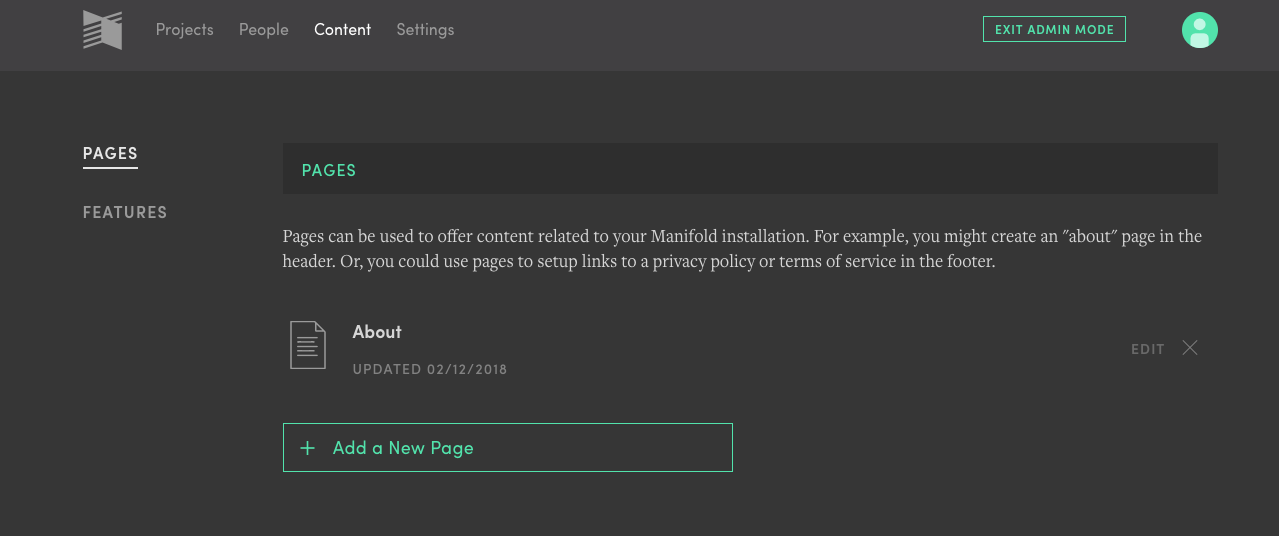 Projects People Content Settings EXIT ADMIN MODE
PAGES
FEATURES
PAGES
Pages can be used to offer content related to your Manifold installation. For example, you might create an "about" page in the
header. Or, you could use pages to setup links to a privacy policy or terms of service in the footer.
About
UPDATED 02/12/2018
EDIT
Add a New Page